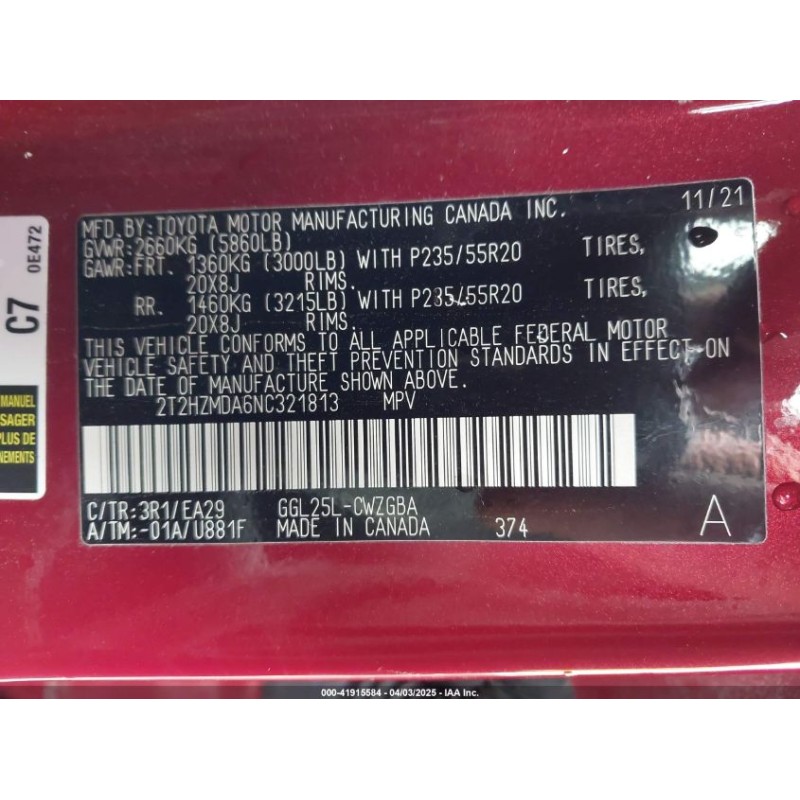 MFD. BY: TOYOTA MOTOR MANUFACTURING CANADA INC. 11/21
GVWR: 2660KG (5860LB)
GAWR: FRT. 1360KG (3000LB) WITH P235/55R20 TIRES,
20X8J RIMS.
RR. 1460KG (3215LB) WITH P235/55R20 TIRES,
20X8J RIMS.
THIS VEHICLE CONFORMS TO ALL APPLICABLE FEDERAL MOTOR
VEHICLE SAFETY AND THEFT PREVENTION STANDARDS IN EFFECT ON
THE DATE OF MANUFACTURE SHOWN ABOVE.
2T2HZMDA6NC321813 MPV
C/TR: 3R1/EA29 GGL25L-CWZGBA
A/TM: -01A/U881F MADE IN CANADA 374 A
C7 0E472
MANUEL
SAGER
PLUS DE
NEMENTS
000-41915584 - 04/03/2025 - IAA Inc.